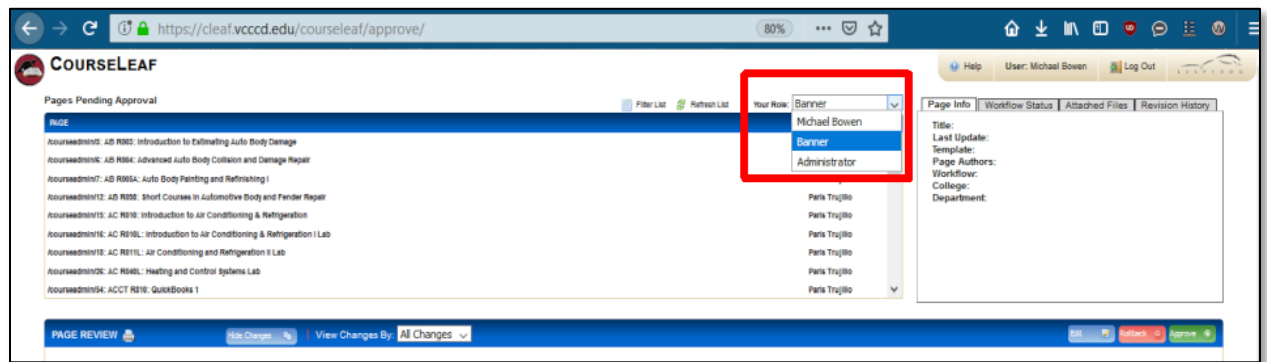 https://cleaf.vcccd.edu/courseleaf/approve/ 80%
COURSELEAF
Help User: Michael Bowen Log Out
Pages Pending Approval Filter List Refresh List Your Role: Banner
Michael Bowen
Banner
Administrator
PAGE
/courseadmin/5: AB R003: Introduction to Estimating Auto Body Damage
/courseadmin/6: AB R004: Advanced Auto Body Collision and Damage Repair
/courseadmin/7: AB R005A: Auto Body Painting and Refinishing I
/courseadmin/12: AB R098: Short Courses in Automotive Body and Fender Repair Paris Trujillo
/courseadmin/15: AC R010: Introduction to Air Conditioning & Refrigeration Paris Trujillo
/courseadmin/16: AC R010L: Introduction to Air Conditioning & Refrigeration I Lab Paris Trujillo
/courseadmin/18: AC R011L: Air Conditioning and Refrigeration II Lab Paris Trujillo
/courseadmin/26: AC R040L: Heating and Control Systems Lab Paris Trujillo
/courseadmin/54: ACCT R010: QuickBooks 1 Paris Trujillo
Page Info Workflow Status Attached Files Revision History
Title:
Last Update:
Template:
Page Authors:
Workflow:
College:
Department:
PAGE REVIEW Hide Changes View Changes By: All Changes Edit Rollback Approve